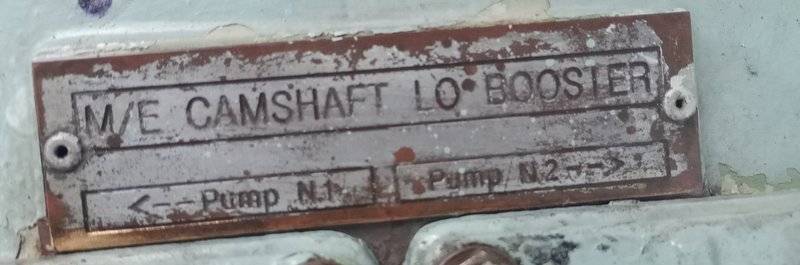 M/E CAMSHAFT LO BOOSTER
<--Pump N.1
Pump N.2-->